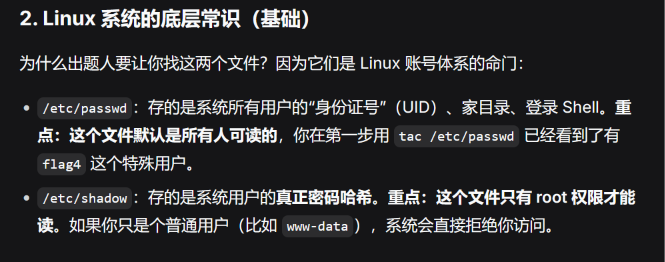 2. Linux 系统的底层常识（基础）
为什么出题人要让你找这两个文件？因为它们是 Linux 账号体系的命门：
• /etc/passwd：存的是系统所有用户的“身份证号”（UID）、家目录、登录 Shell。重
点：这个文件默认是所有人可读的，你在第一步用 tac /etc/passwd 已经看到了有
flag4 这个特殊用户。
• /etc/shadow：存的是系统用户的真正密码哈希。重点：这个文件只有 root 权限才能
读。如果你只是个普通用户（比如 www-data），系统会直接拒绝你访问。